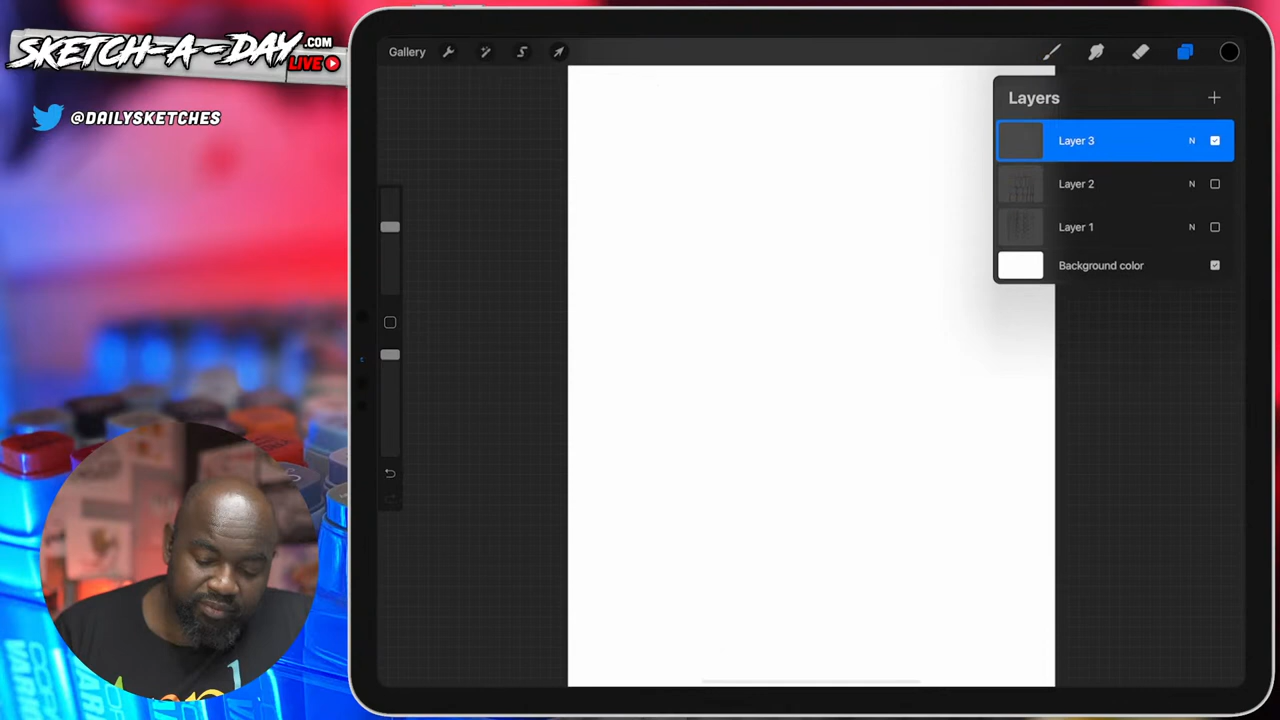 SKETCH-A-DAY.COM
LIVE
@DAILYSKETCHES
Gallery
Layers
Layer 3
N
Layer 2
N
Layer 1
N
Background color